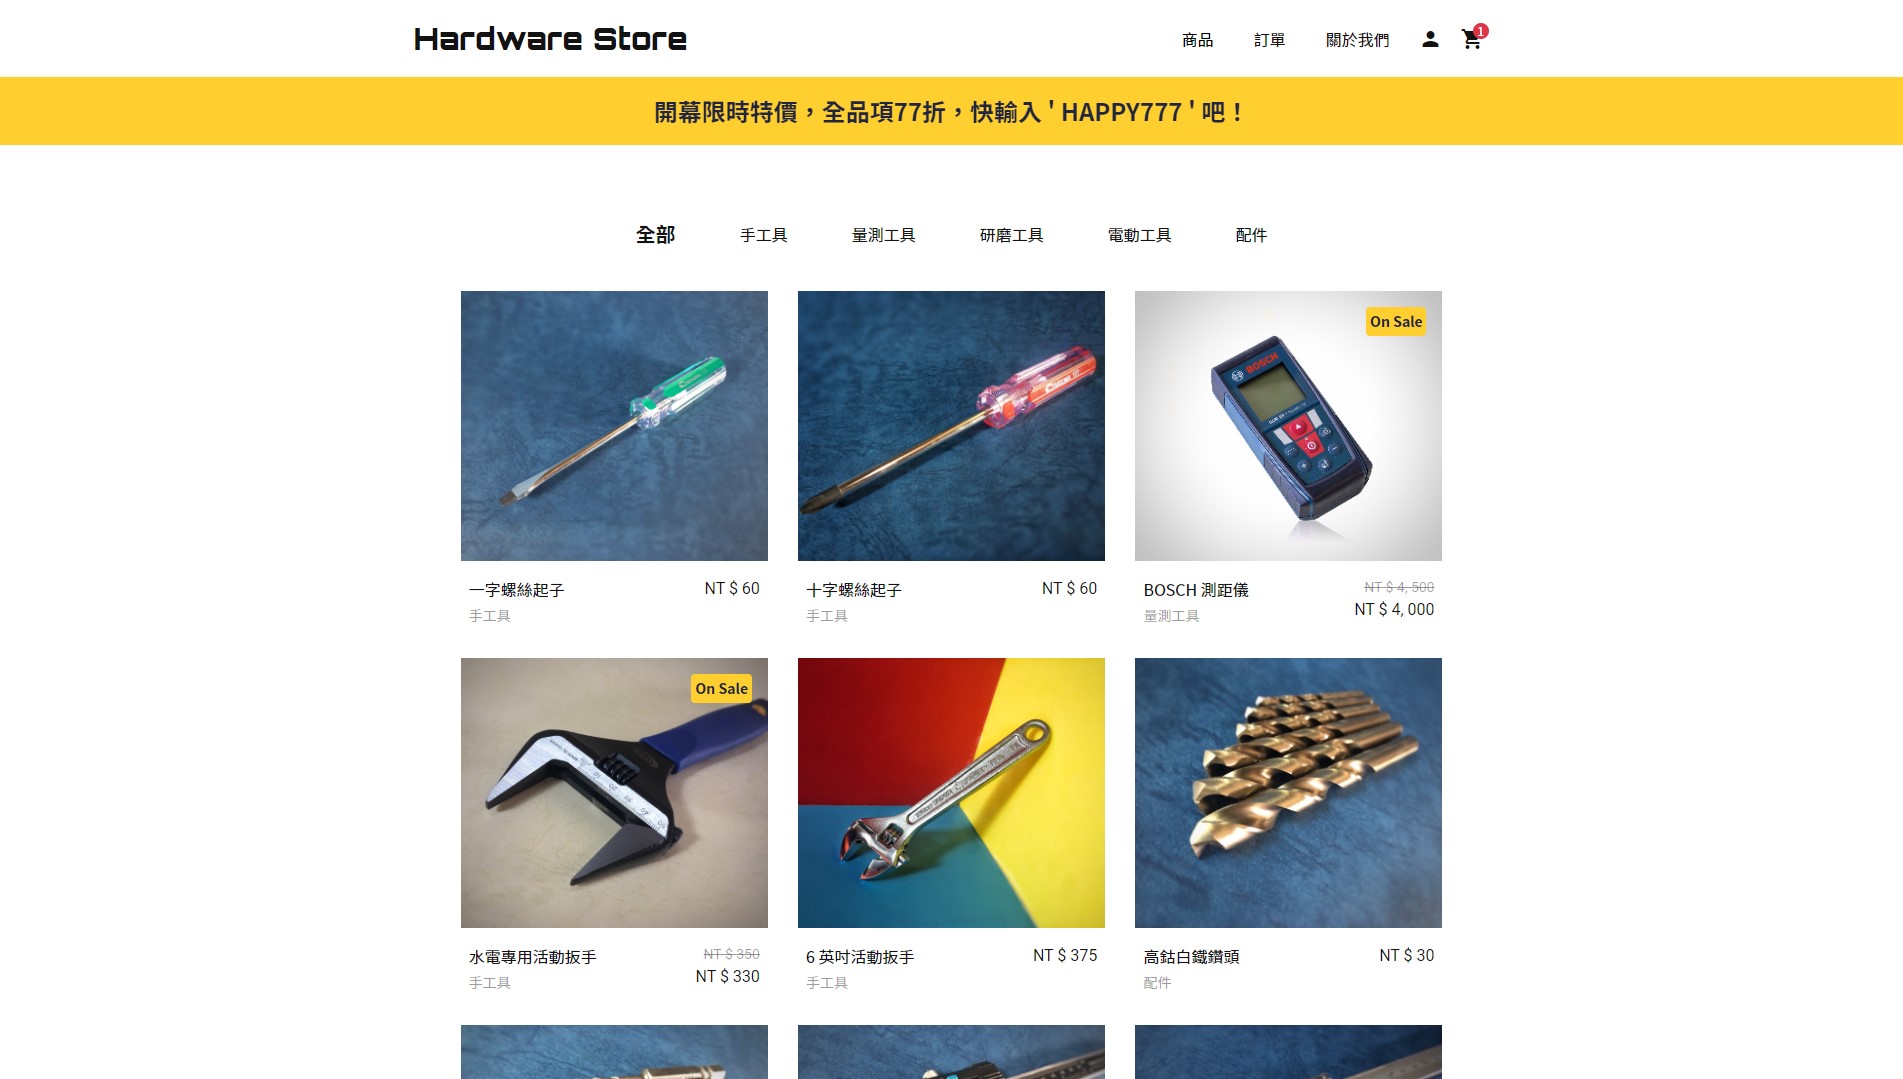 Hardware Store
商品
訂單
關於我們
1
開幕限時特價，全品項77折，快輸入 ' HAPPY777 ' 吧！
全部
手工具
量測工具
研磨工具
電動工具
配件
On Sale
BOSCH
一字螺絲起子
NT $ 60
手工具
十字螺絲起子
NT $ 60
手工具
BOSCH 測距儀
NT $ 4, 500
NT $ 4, 000
量測工具
On Sale
水電專用活動扳手
NT $ 350
NT $ 330
手工具
6 英吋活動扳手
NT $ 375
手工具
高鈷白鐵鑽頭
NT $ 30
配件